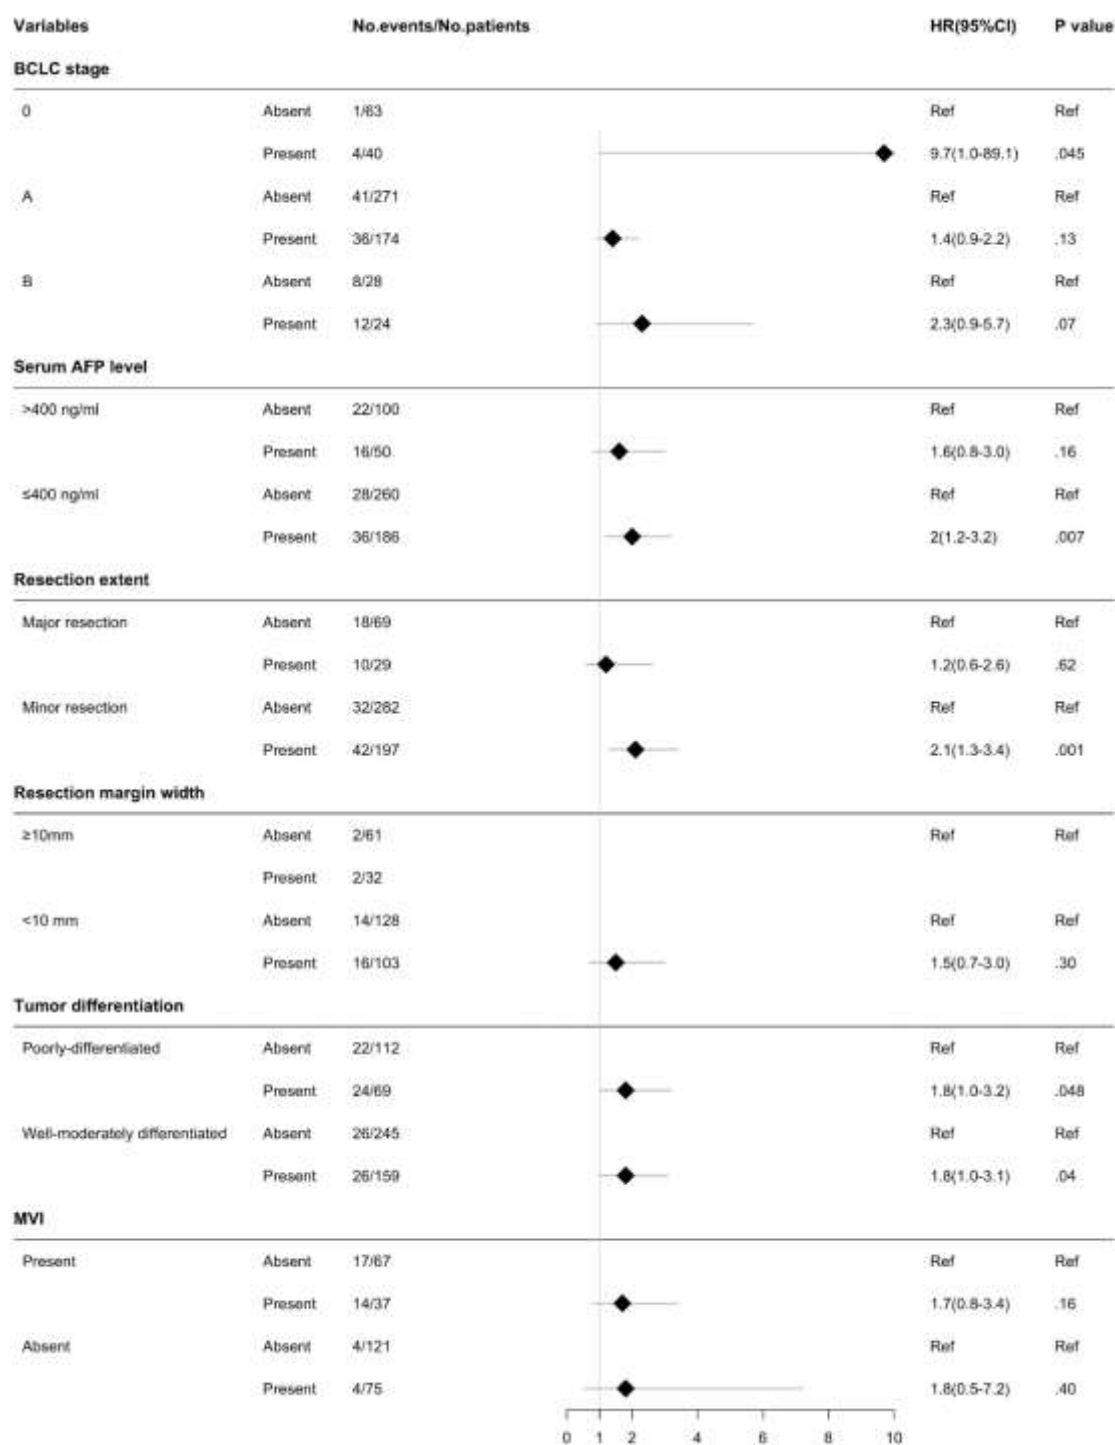 Variables No.events/No.patients HR(95%CI) P value
BCLC stage
0 Absent 1/63 Ref Ref
Present 4/40 9.7(1.0-89.1) .045
A Absent 41/271 Ref Ref
Present 36/174 1.4(0.9-2.2) .13
B Absent 8/28 Ref Ref
Present 12/24 2.3(0.9-5.7) .07
Serum AFP level
>400 ng/ml Absent 22/100 Ref Ref
Present 16/50 1.6(0.8-3.0) .16
≤400 ng/ml Absent 28/260 Ref Ref
Present 36/186 2(1.2-3.2) .007
Resection extent
Major resection Absent 18/69 Ref Ref
Present 10/29 1.2(0.6-2.6) .62
Minor resection Absent 32/282 Ref Ref
Present 42/197 2.1(1.3-3.4) .001
Resection margin width
≥10mm Absent 2/61 Ref Ref
Present 2/32
<10 mm Absent 14/128 Ref Ref
Present 16/103 1.5(0.7-3.0) .30
Tumor differentiation
Poorly-differentiated Absent 22/112 Ref Ref
Present 24/69 1.8(1.0-3.2) .048
Well-moderately differentiated Absent 26/245 Ref Ref
Present 26/159 1.8(1.0-3.1) .04
MVI
Present Absent 17/67 Ref Ref
Present 14/37 1.7(0.8-3.4) .16
Absent Absent 4/121 Ref Ref
Present 4/75 1.8(0.5-7.2) .40
0 1 2 4 6 8 10